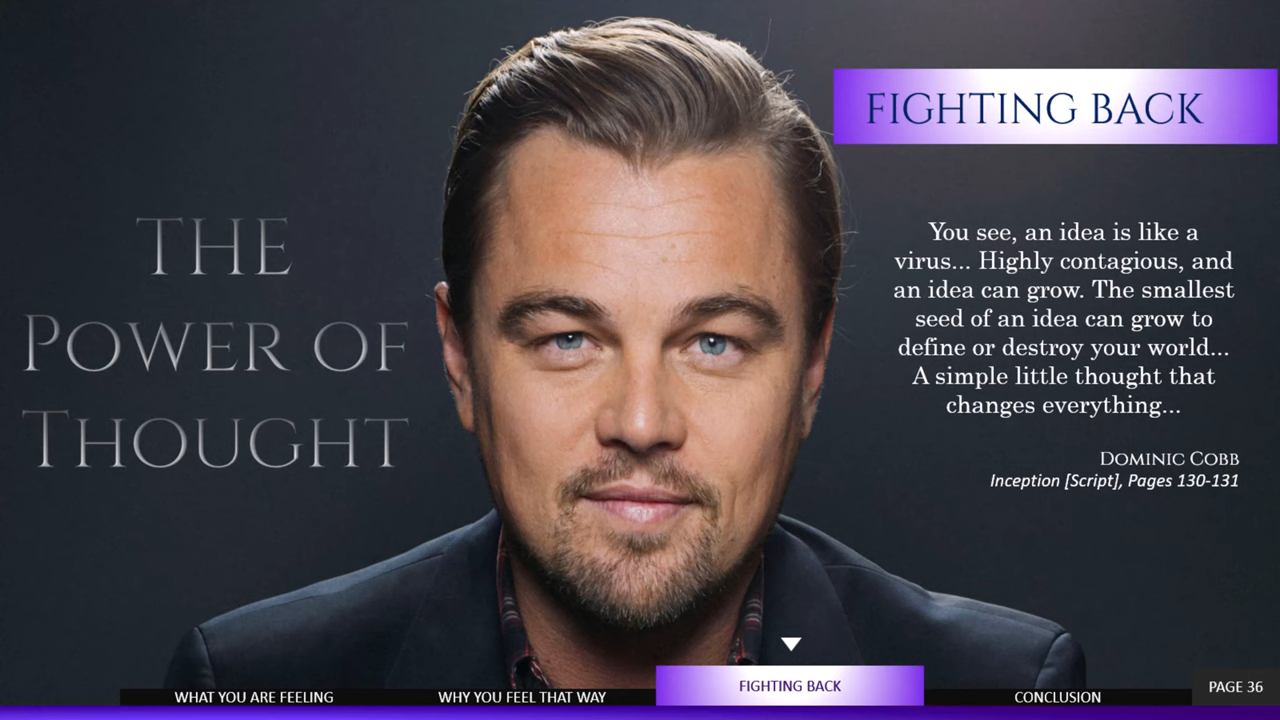 FIGHTING BACK
THE
POWER OF
THOUGHT
You see, an idea is like a
virus... Highly contagious, and
an idea can grow. The smallest
seed of an idea can grow to
define or destroy your world...
A simple little thought that
changes everything...
DOMINIC COBB
Inception [Script], Pages 130-131
WHAT YOU ARE FEELING
WHY YOU FEEL THAT WAY
FIGHTING BACK
CONCLUSION
PAGE 36